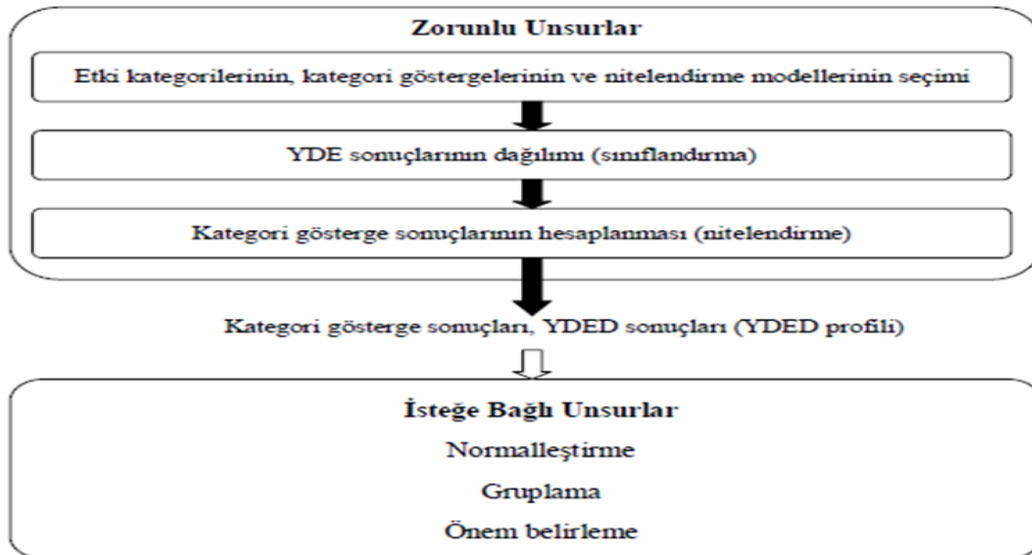 Zorunlu Unsurlar
Etki kategorilerinin, kategori göstergelerinin ve nitelendirme modellerinin seçimi
YDE sonuçlarının dağılımı (sınıflandırma)
Kategori gösterge sonuçlarının hesaplanması (nitelendirme)
Kategori gösterge sonuçları, YDED sonuçları (YDED profili)
İsteğe Bağlı Unsurlar
Normalleştirme
Gruplama
Önem belirleme